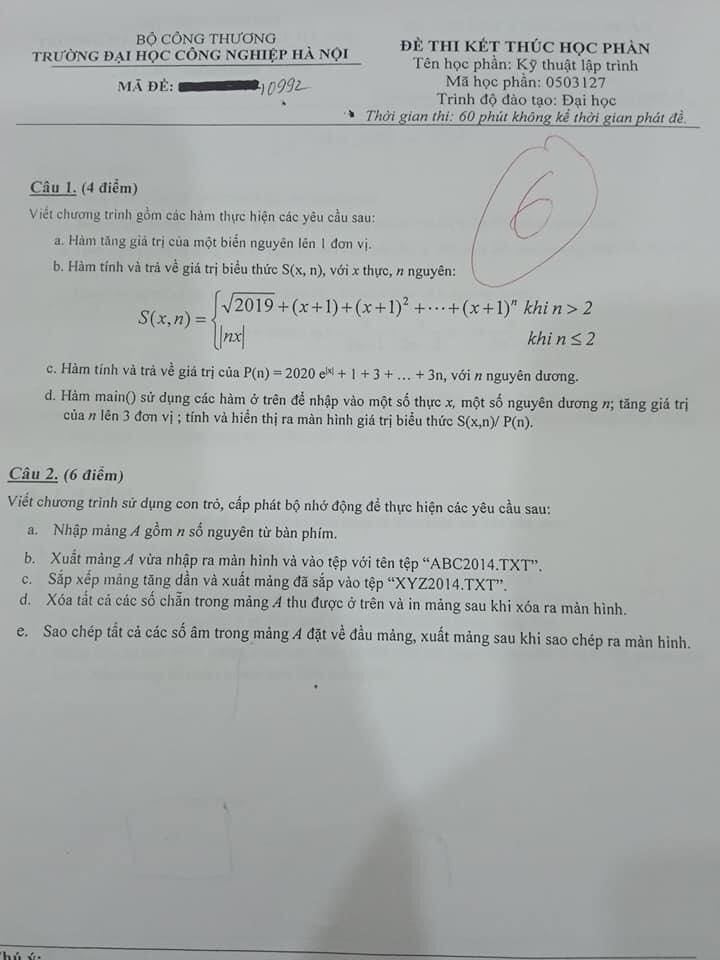 BỘ CÔNG THƯƠNG
TRƯỜNG ĐẠI HỌC CÔNG NGHIỆP HÀ NỘI
MÃ ĐỀ: 10992
ĐỀ THI KẾT THÚC HỌC PHẦN
Tên học phần: Kỹ thuật lập trình
Mã học phần: 0503127
Trình độ đào tạo: Đại học
Thời gian thi: 60 phút không kể thời gian phát đề.
6
Câu 1. (4 điểm)
Viết chương trình gồm các hàm thực hiện các yêu cầu sau:
a. Hàm tăng giá trị của một biến nguyên lên 1 đơn vị.
b. Hàm tính và trả về giá trị biểu thức S(x, n), với x thực, n nguyên:
S(x,n) = { √2019 + (x+1) + (x+1)² + ⋯ + (x+1)ⁿ khi n > 2
|nx| khi n ≤ 2
c. Hàm tính và trả về giá trị của P(n) = 2020 e^|x| + 1 + 3 + … + 3n, với n nguyên dương.
d. Hàm main() sử dụng các hàm ở trên để nhập vào một số thực x, một số nguyên dương n; tăng giá trị
của n lên 3 đơn vị ; tính và hiển thị ra màn hình giá trị biểu thức S(x,n)/ P(n).
Câu 2. (6 điểm)
Viết chương trình sử dụng con trỏ, cấp phát bộ nhớ động để thực hiện các yêu cầu sau:
a. Nhập mảng A gồm n số nguyên từ bàn phím.
b. Xuất mảng A vừa nhập ra màn hình và vào tệp với tên tệp “ABC2014.TXT”.
c. Sắp xếp mảng tăng dần và xuất mảng đã sắp vào tệp “XYZ2014.TXT”.
d. Xóa tất cả các số chẵn trong mảng A thu được ở trên và in mảng sau khi xóa ra màn hình.
e. Sao chép tất cả các số âm trong mảng A đặt về đầu mảng, xuất mảng sau khi sao chép ra màn hình.